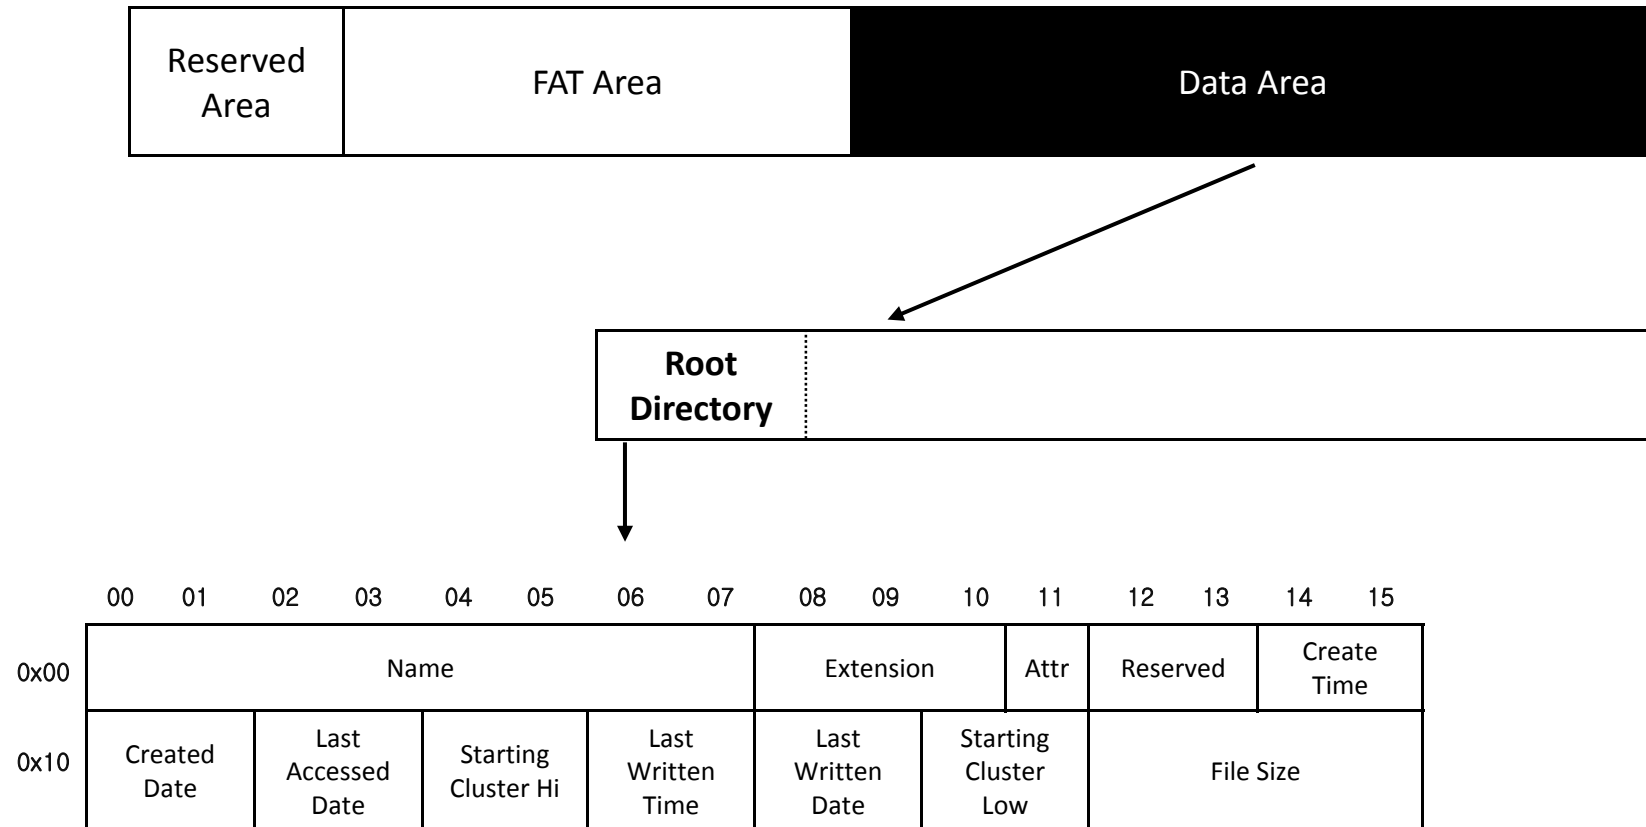 Reserved
Area
FAT Area
Data Area
Root
Directory
00 01 02 03 04 05 06 07 08 09 10 11 12 13 14 15
0x00
Name
Extension
Attr
Reserved
Create
Time
0x10
Created
Date
Last
Accessed
Date
Starting
Cluster Hi
Last
Written
Time
Last
Written
Date
Starting
Cluster
Low
File Size